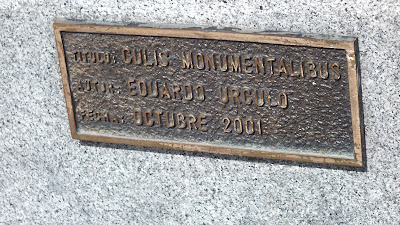 TITULO: CULIS MONUMENTALIBUS
AUTOR: EDUARDO URCULO
FECHA: OCTUBRE 2001